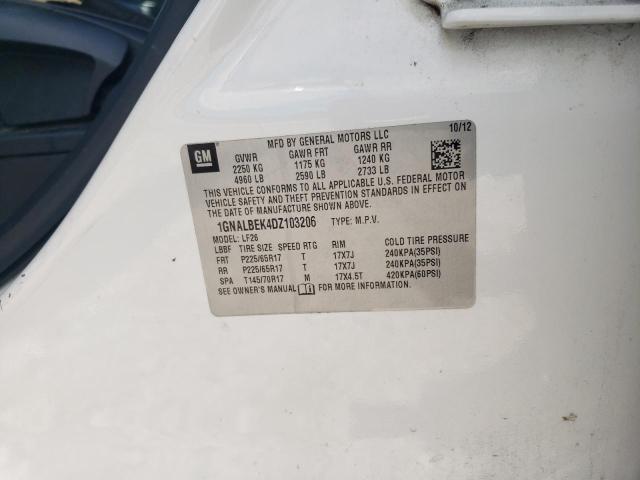 10/12
MFD BY GENERAL MOTORS LLC
GM
GVWR GAWR FRT GAWR RR
2250 KG 1175 KG 1240 KG
4960 LB 2590 LB 2733 LB
THIS VEHICLE CONFORMS TO ALL APPLICABLE U.S. FEDERAL MOTOR
VEHICLE SAFETY AND THEFT PREVENTION STANDARDS IN EFFECT ON
THE DATE OF MANUFACTURE SHOWN ABOVE.
1GNALBEK4DZ103206 TYPE: M.P.V.
MODEL: LF26
LBBF TIRE SIZE SPEED RTG RIM COLD TIRE PRESSURE
FRT P225/65R17 T 17X7J 240KPA(35PSI)
RR P225/65R17 T 17X7J 240KPA(35PSI)
SPA T145/70R17 M 17X4.5T 420KPA(60PSI)
SEE OWNER'S MANUAL FOR MORE INFORMATION.